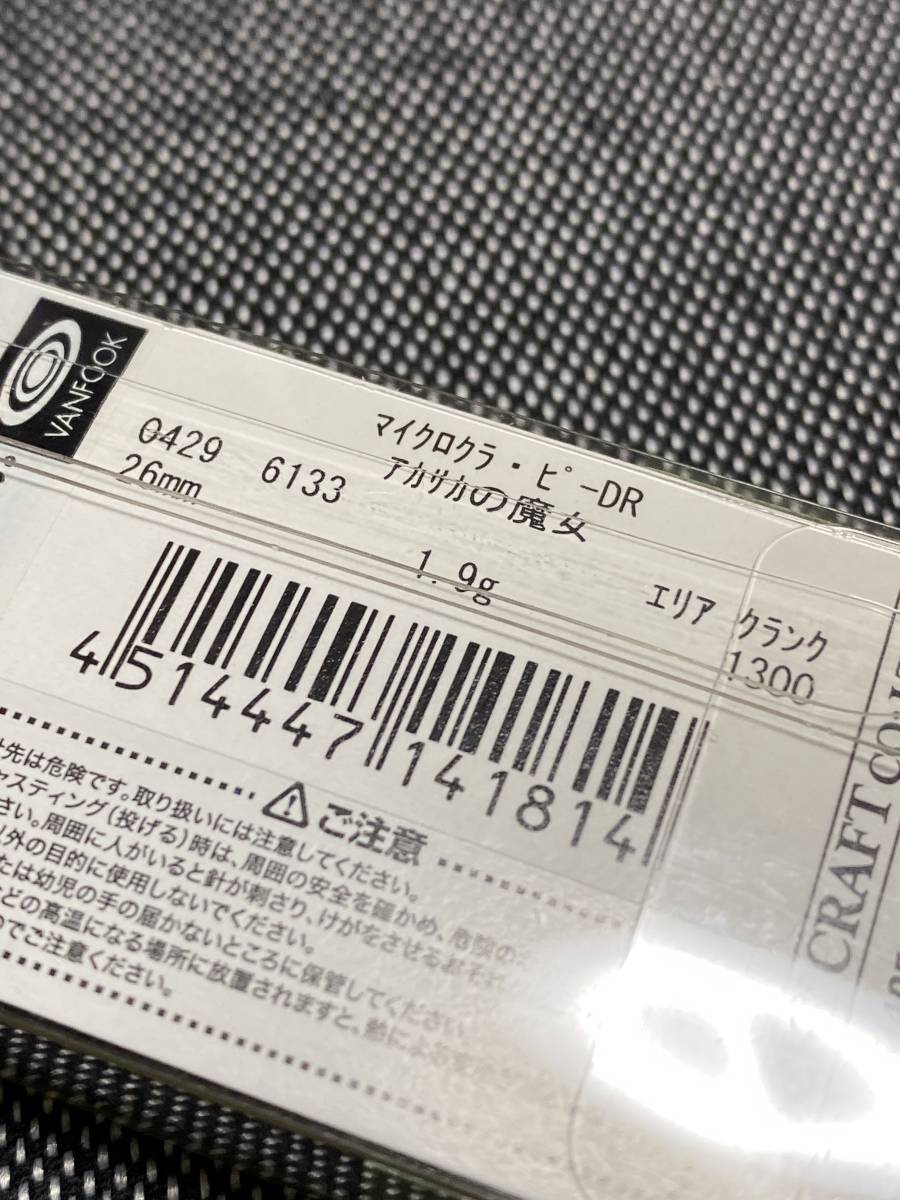 VANFOOK
マイクロクラ・ピ-DR
0429 6133 アカサカの魔女
26mm 1.9g エリア クランク
1300
4514447141814
⚠ご注意
先は危険です。取り扱いには注意してください。
ャスティング(投げる)時は、周囲の安全を確かめ、危険の
さい。周囲に人がいると針が刺さり、けがをさせるおそれ
外の目的に使用しないでください。
たは幼児の手の届かないところに保管してください
どの高温になる場所に放置されますと、熱によ
のでご注意ください。
CRAFT CO.